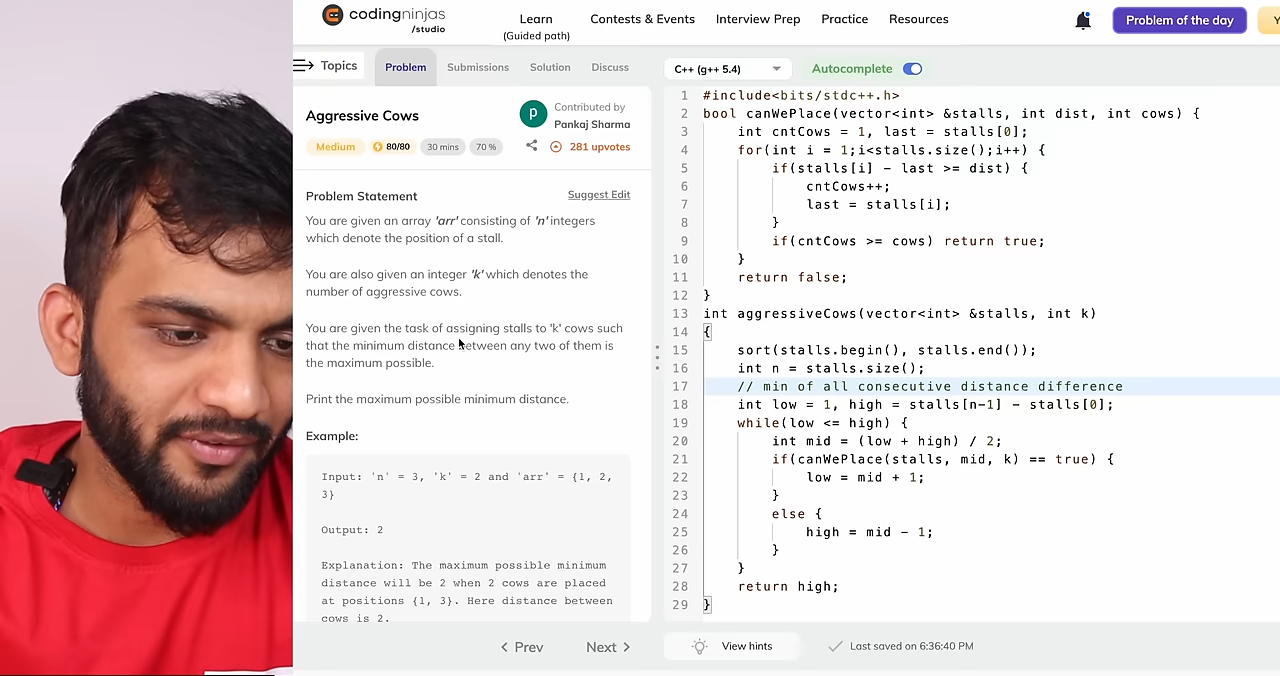 codingninjas
/studio
Learn
(Guided path)
Contests & Events
Interview Prep
Practice
Resources
Problem of the day
Topics
Problem
Submissions
Solution
Discuss
C++ (g++ 5.4)
Autocomplete
Aggressive Cows
P
Contributed by
Pankaj Sharma
Medium
80/80
30 mins
70 %
281 upvotes
Problem Statement
Suggest Edit
You are given an array 'arr' consisting of 'n' integers
which denote the position of a stall.
You are also given an integer 'k' which denotes the
number of aggressive cows.
You are given the task of assigning stalls to 'k' cows such
that the minimum distance between any two of them is
the maximum possible.
Print the maximum possible minimum distance.
Example:
Input: 'n' = 3, 'k' = 2 and 'arr' = {1, 2,
3}
Output: 2
Explanation: The maximum possible minimum
distance will be 2 when 2 cows are placed
at positions {1, 3}. Here distance between
cows is 2.
Prev
Next
1 #include<bits/stdc++.h>
2 bool canWePlace(vector<int> &stalls, int dist, int cows) {
3 int cntCows = 1, last = stalls[0];
4 for(int i = 1;i<stalls.size();i++) {
5 if(stalls[i] - last >= dist) {
6 cntCows++;
7 last = stalls[i];
8 }
9 if(cntCows >= cows) return true;
10 }
11 return false;
12 }
13 int aggressiveCows(vector<int> &stalls, int k)
14 {
15 sort(stalls.begin(), stalls.end());
16 int n = stalls.size();
17 // min of all consecutive distance difference
18 int low = 1, high = stalls[n-1] - stalls[0];
19 while(low <= high) {
20 int mid = (low + high) / 2;
21 if(canWePlace(stalls, mid, k) == true) {
22 low = mid + 1;
23 }
24 else {
25 high = mid - 1;
26 }
27 }
28 return high;
29 }
View hints
Last saved on 6:36:40 PM